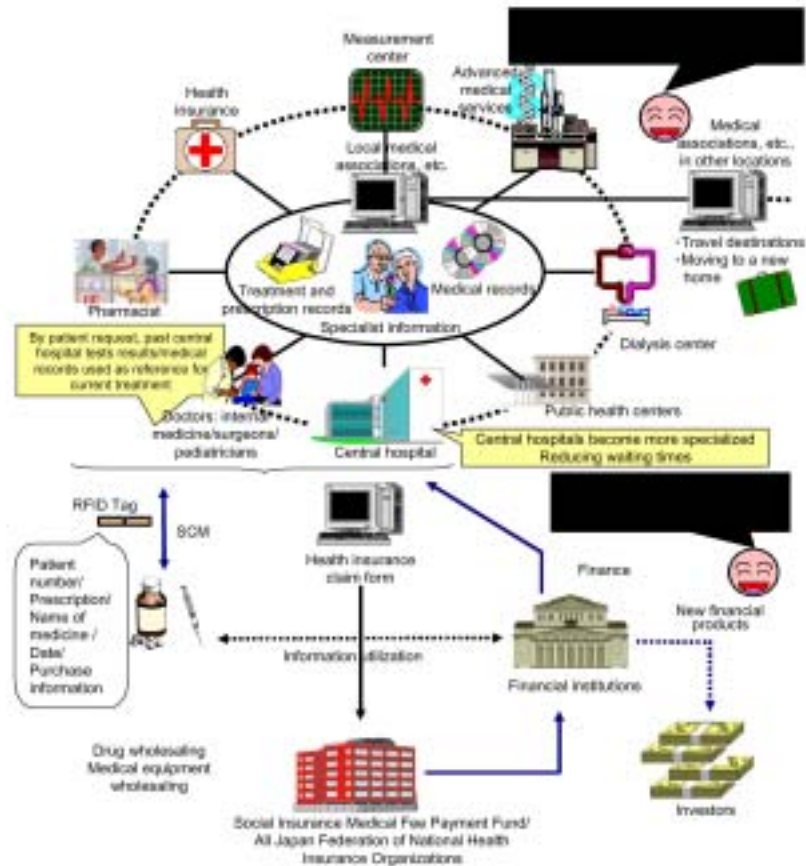 Measurement
center
Health
insurance
Advanced
medical
services
Local medical
associations, etc.
Medical
associations, etc.,
in other locations
・Travel destinations
・Moving to a new
home
Pharmacist
Treatment and
prescription records
Medical records
Specialist information
Dialysis center
By patient request, past central
hospital tests results/medical
records used as reference for
current treatment
Doctors: internal
medicine/surgeons/
pediatricians
Central hospital
Public health centers
Central hospitals become more specialized
Reducing waiting times
RFID Tag
SCM
Patient
number/
Prescription/
Name of
medicine /
Date/
Purchase
information
Health insurance
claim form
Finance
New financial
products
Information utilization
Financial institutions
Drug wholesaling
Medical equipment
wholesaling
Investors
Social Insurance Medical Fee Payment Fund/
All Japan Federation of National Health
Insurance Organizations